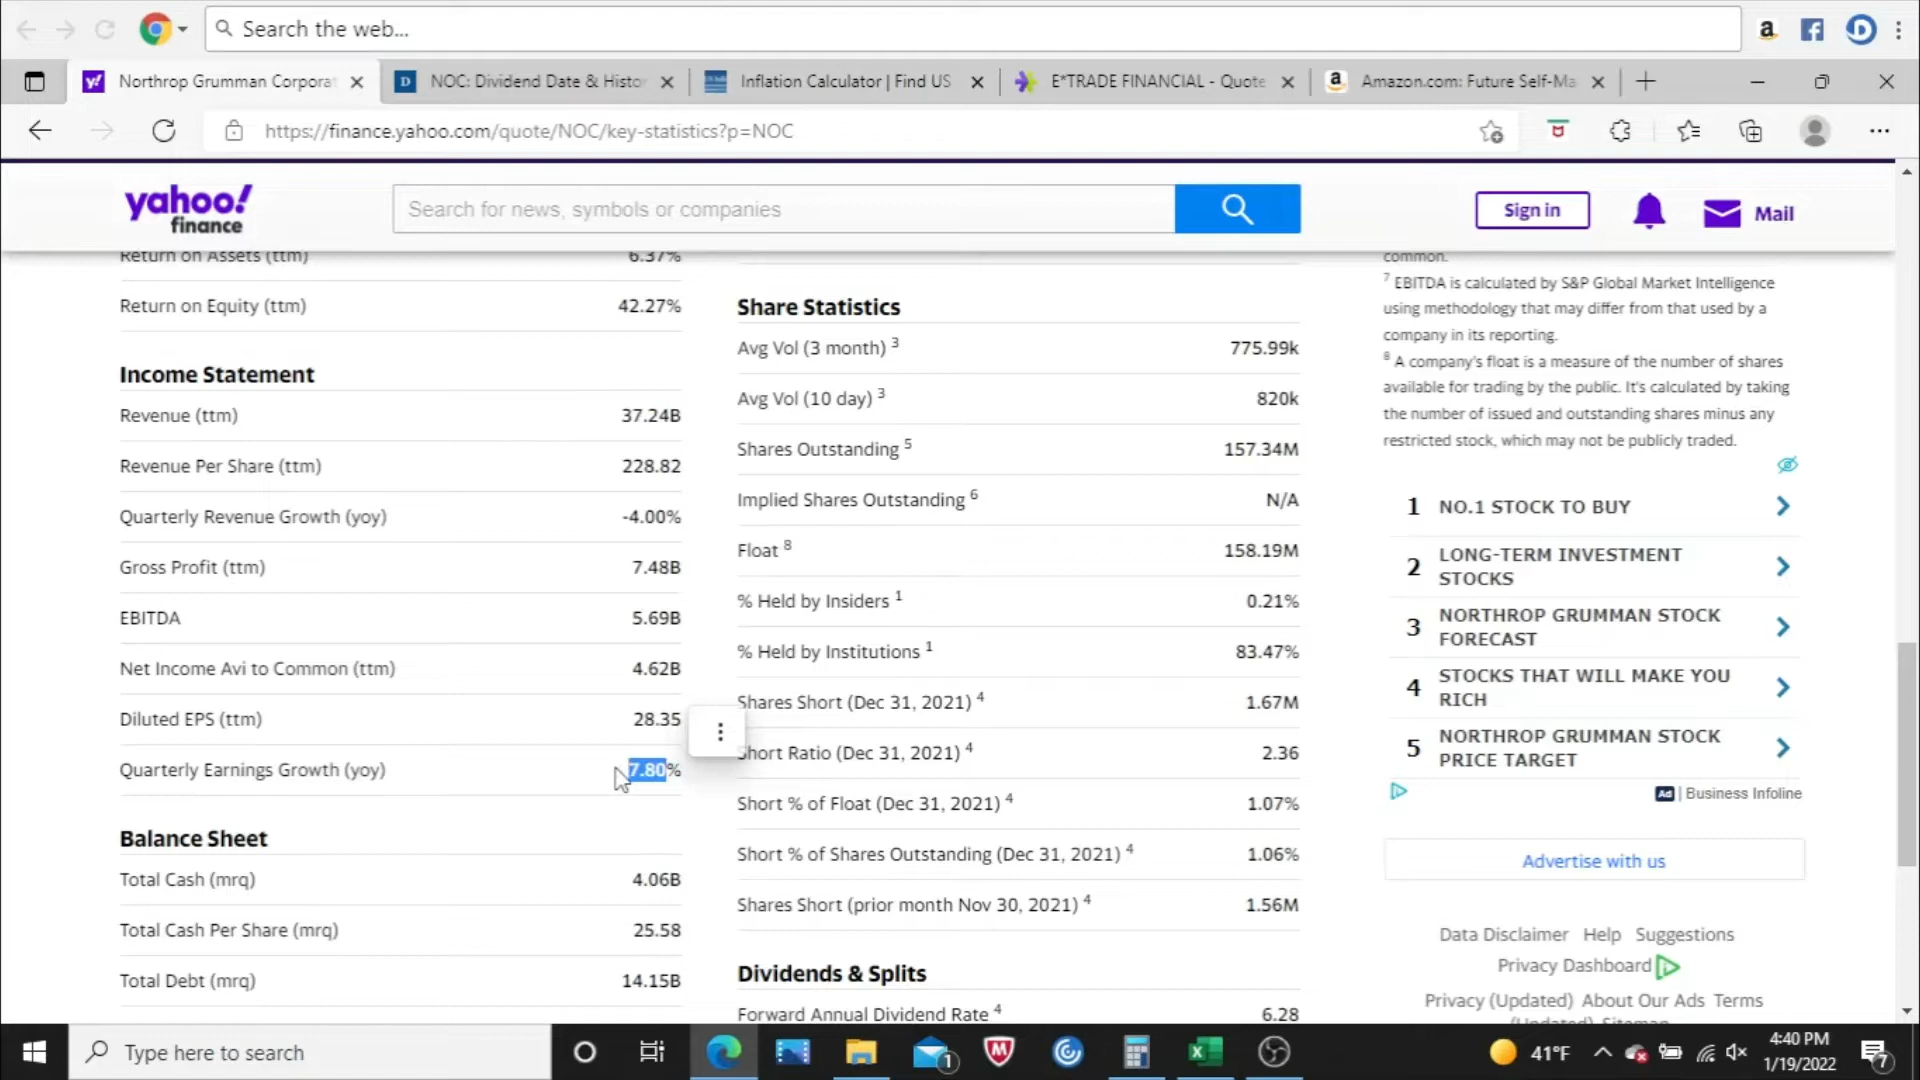 Search the web...
Northrop Grumman Corporat
NOC: Dividend Date & Histor
Inflation Calculator | Find US
E*TRADE FINANCIAL - Quote
Amazon.com: Future Self-Ma
https://finance.yahoo.com/quote/NOC/key-statistics?p=NOC
yahoo!
finance
Search for news, symbols or companies
Sign in
Mail
Return on Assets (ttm) 6.37%
Return on Equity (ttm) 42.27%
Income Statement
Revenue (ttm) 37.24B
Revenue Per Share (ttm) 228.82
Quarterly Revenue Growth (yoy) -4.00%
Gross Profit (ttm) 7.48B
EBITDA 5.69B
Net Income Avi to Common (ttm) 4.62B
Diluted EPS (ttm) 28.35
Quarterly Earnings Growth (yoy) 7.80%
Balance Sheet
Total Cash (mrq) 4.06B
Total Cash Per Share (mrq) 25.58
Total Debt (mrq) 14.15B
Share Statistics
Avg Vol (3 month) 3 775.99k
Avg Vol (10 day) 3 820k
Shares Outstanding 5 157.34M
Implied Shares Outstanding 6 N/A
Float 8 158.19M
% Held by Insiders 1 0.21%
% Held by Institutions 1 83.47%
Shares Short (Dec 31, 2021) 4 1.67M
Short Ratio (Dec 31, 2021) 4 2.36
Short % of Float (Dec 31, 2021) 4 1.07%
Short % of Shares Outstanding (Dec 31, 2021) 4 1.06%
Shares Short (prior month Nov 30, 2021) 4 1.56M
Dividends & Splits
Forward Annual Dividend Rate 4 6.28
common.
7 EBITDA is calculated by S&P Global Market Intelligence
using methodology that may differ from that used by a
company in its reporting.
8 A company's float is a measure of the number of shares
available for trading by the public. It's calculated by taking
the number of issued and outstanding shares minus any
restricted stock, which may not be publicly traded.
1 NO.1 STOCK TO BUY
2 LONG-TERM INVESTMENT
STOCKS
3 NORTHROP GRUMMAN STOCK
FORECAST
4 STOCKS THAT WILL MAKE YOU
RICH
5 NORTHROP GRUMMAN STOCK
PRICE TARGET
Ad | Business Infoline
Advertise with us
Data Disclaimer Help Suggestions
Privacy Dashboard
Privacy (Updated) About Our Ads Terms
(Updated) Sitemap
Type here to search
1
41°F
4:40 PM
1/19/2022
7